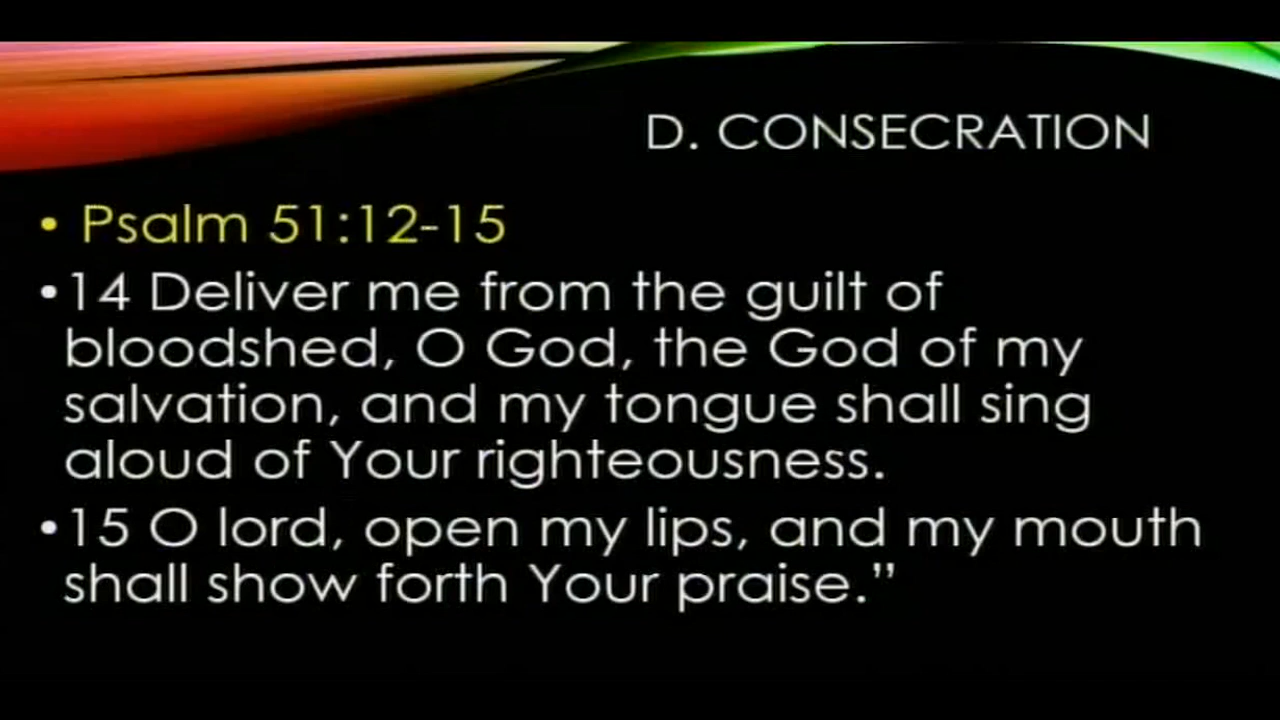 D. CONSECRATION
• Psalm 51:12-15
•14 Deliver me from the guilt of
bloodshed, O God, the God of my
salvation, and my tongue shall sing
aloud of Your righteousness.
•15 O lord, open my lips, and my mouth
shall show forth Your praise.”